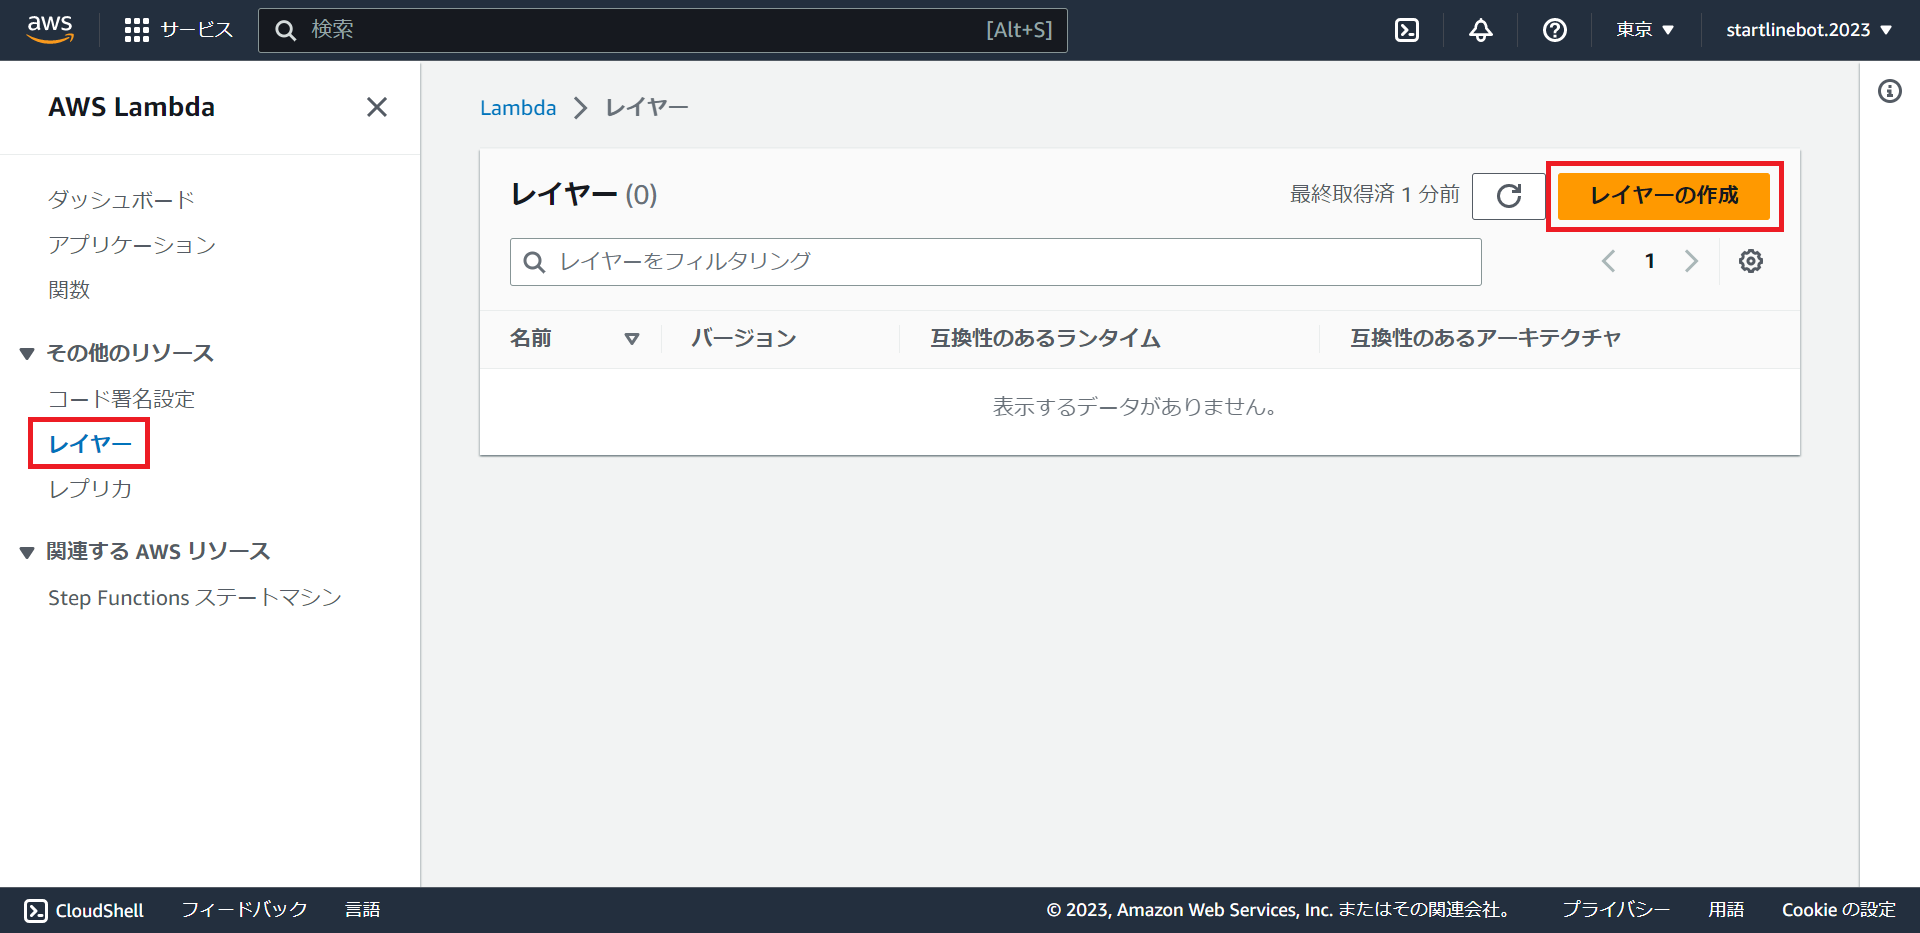 aws サービス 検索 [Alt+S] 東京 startlinebot.2023
AWS Lambda
ダッシュボード
アプリケーション
関数
その他のリソース
コード署名設定
レイヤー
レプリカ
関連する AWS リソース
Step Functions ステートマシン
Lambda レイヤー
レイヤー (0) 最終取得済 1 分前 レイヤーの作成
レイヤーをフィルタリング 1
名前 バージョン 互換性のあるランタイム 互換性のあるアーキテクチャ
表示するデータがありません。
CloudShell フィードバック 言語 © 2023, Amazon Web Services, Inc. またはその関連会社。 プライバシー 用語 Cookie の設定